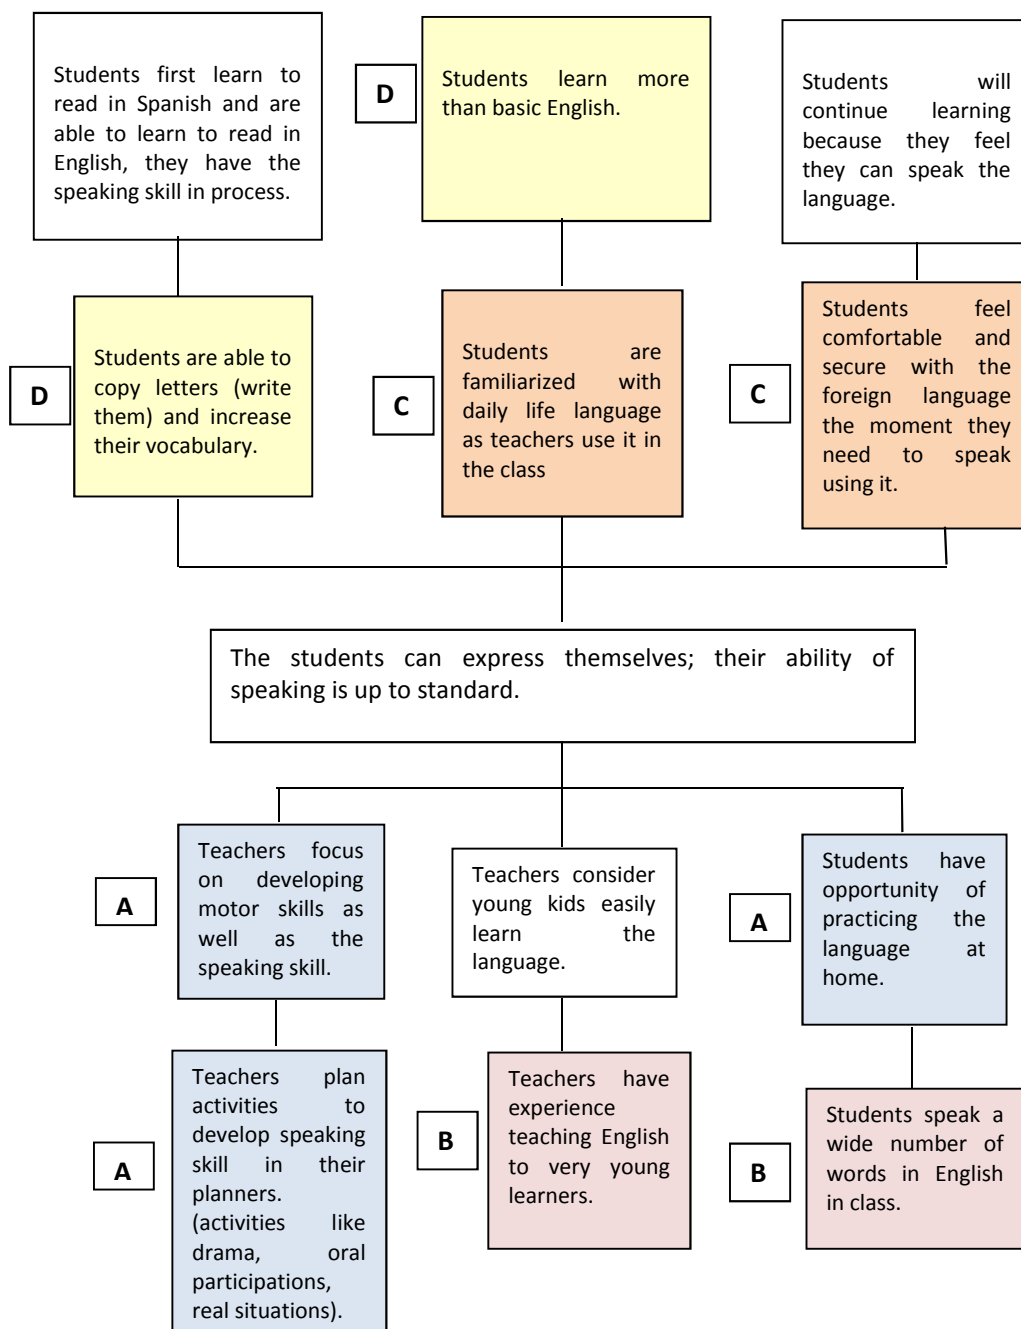 Students first learn to
read in Spanish and are
able to learn to read in
English, they have the
speaking skill in process.
D
Students learn more
than basic English.
Students will
continue learning
because they feel
they can speak the
language.
D
Students are able to
copy letters (write
them) and increase
their vocabulary.
C
Students are
familiarized with
daily life language
as teachers use it in
the class
C
Students feel
comfortable and
secure with the
foreign language
the moment they
need to speak
using it.
The students can express themselves; their ability of
speaking is up to standard.
A
Teachers focus
on developing
motor skills as
well as the
speaking skill.
Teachers consider
young kids easily
learn the
language.
A
Students have
opportunity of
practicing the
language at
home.
A
Teachers plan
activities to
develop speaking
skill in their
planners.
(activities like
drama, oral
participations,
real situations).
B
Teachers have
experience
teaching English
to very young
learners.
B
Students speak a
wide number of
words in English
in class.